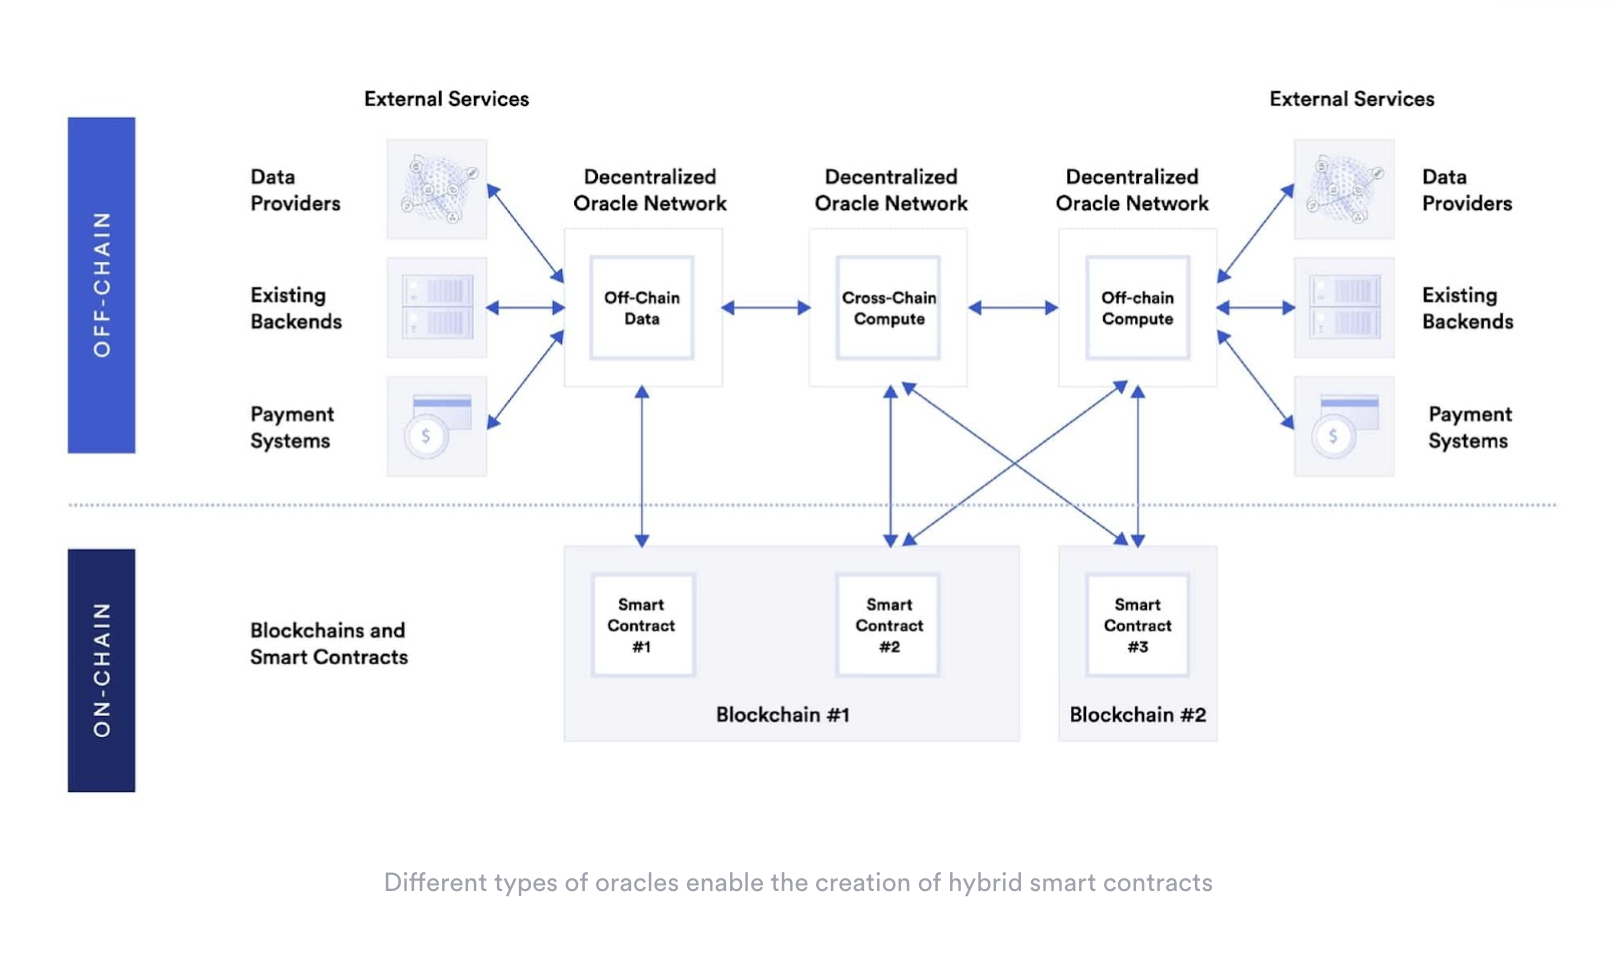 External Services
External Services
OFF-CHAIN
Data
Providers
Existing
Backends
Payment
Systems
$
Decentralized
Oracle Network
Off-Chain
Data
Decentralized
Oracle Network
Cross-Chain
Compute
Decentralized
Oracle Network
Off-chain
Compute
$
Data
Providers
Existing
Backends
Payment
Systems
ON-CHAIN
Blockchains and
Smart Contracts
Smart
Contract
#1
Smart
Contract
#2
Blockchain #1
Smart
Contract
#3
Blockchain #2
Different types of oracles enable the creation of hybrid smart contracts